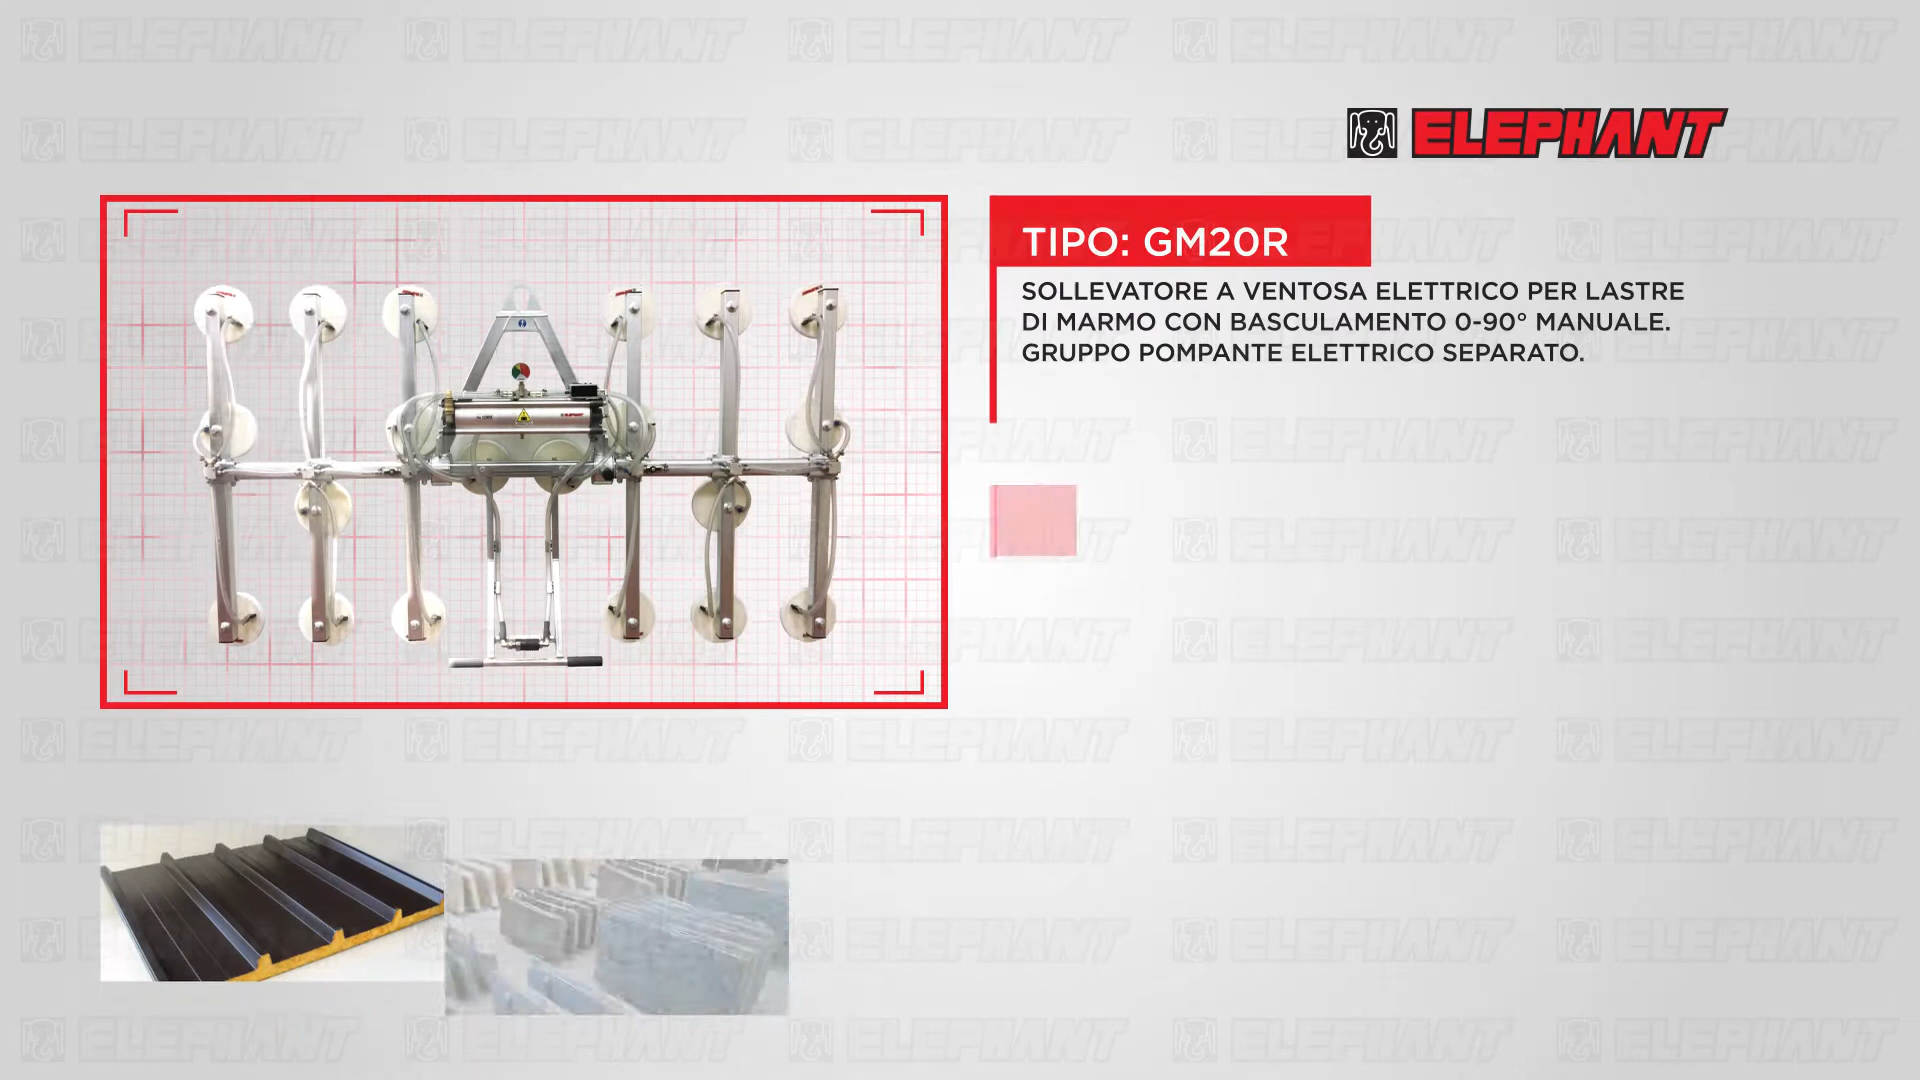 ELEPHANT
TIPO: GM20R
SOLLEVATORE A VENTOSA ELETTRICO PER LASTRE
DI MARMO CON BASCULAMENTO 0-90° MANUALE.
GRUPPO POMPANTE ELETTRICO SEPARATO.